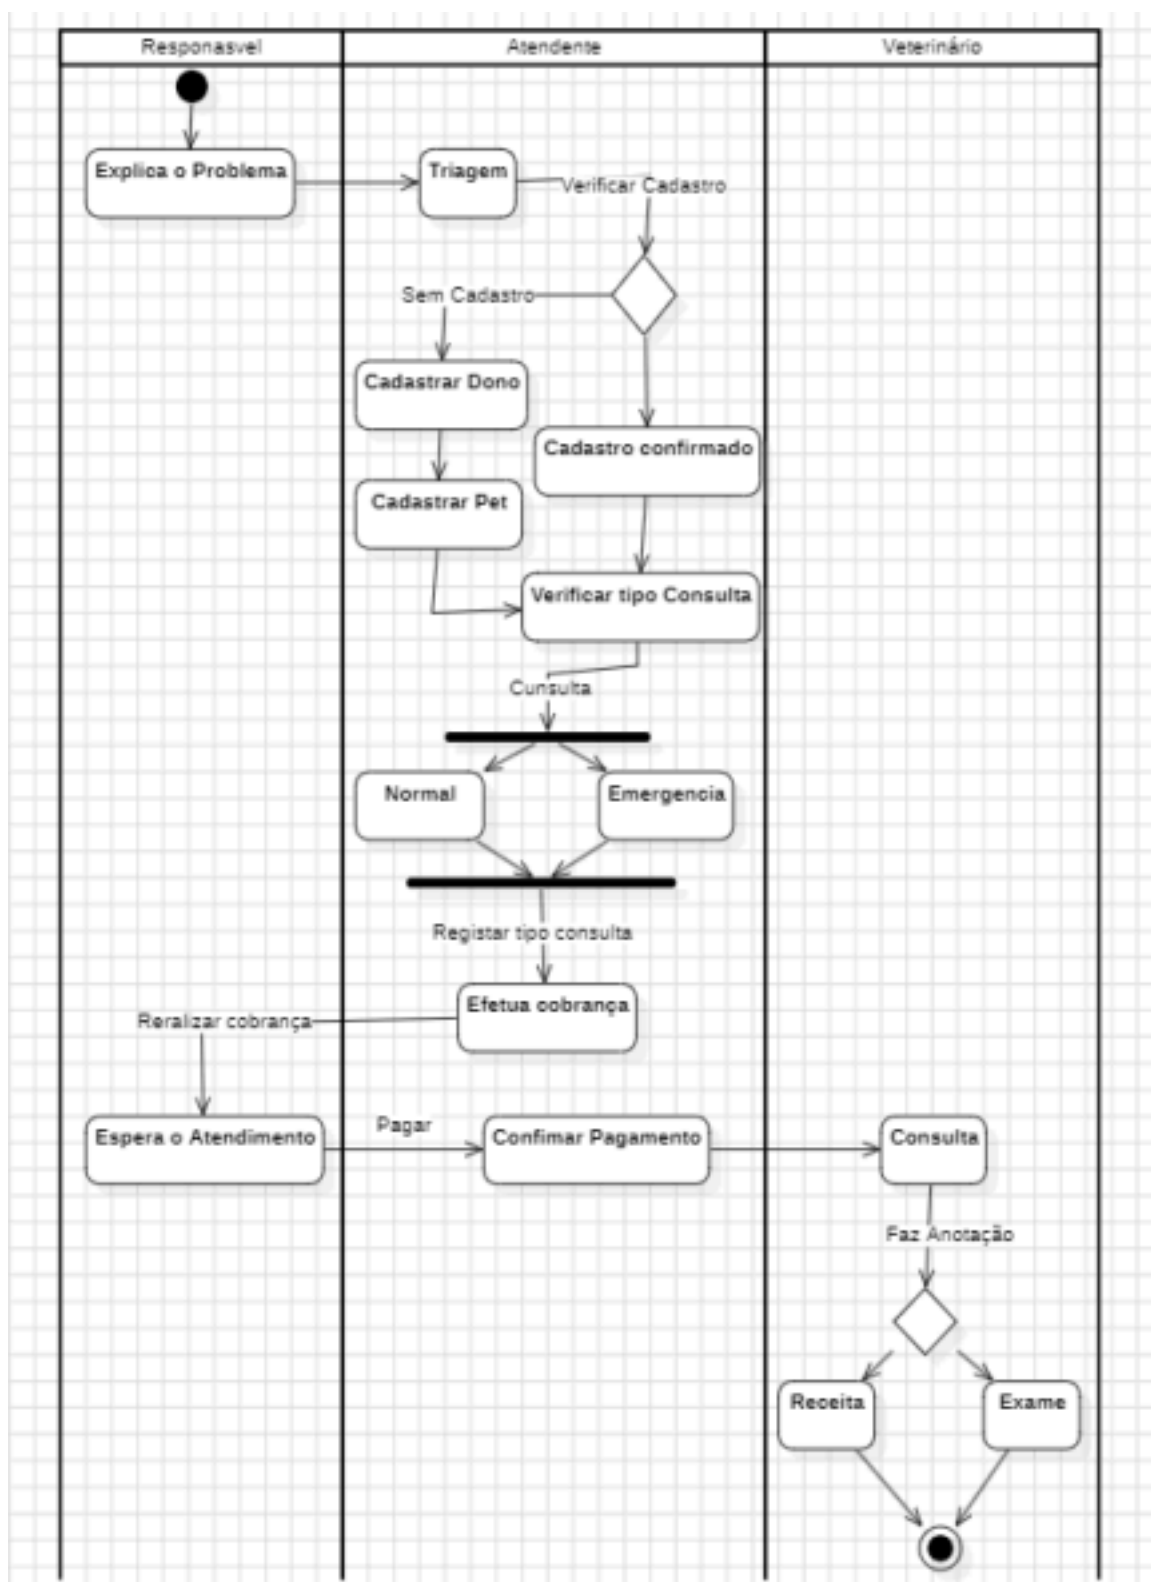 Responasvel
Atendente
Veterinário
Explica o Problema
Triagem
Verificar Cadastro
Sem Cadastro
Cadastrar Dono
Cadastro confirmado
Cadastrar Pet
Verificar tipo Consulta
Cunsulta
Normal
Emergencia
Registar tipo consulta
Efetua cobrança
Reralizar cobrança
Espera o Atendimento
Pagar
Confimar Pagamento
Consulta
Faz Anotação
Receita
Exame